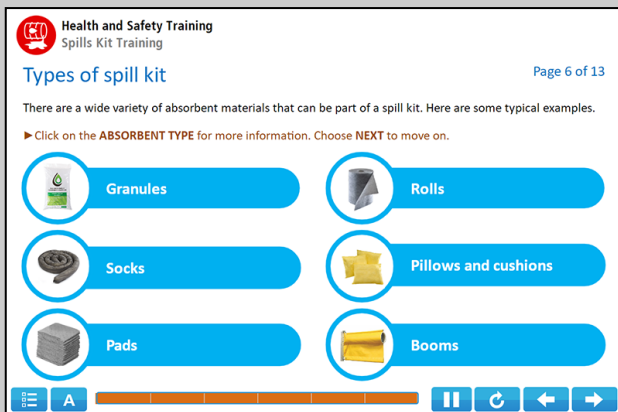 Health and Safety Training
Spills Kit Training
Types of spill kit
Page 6 of 13
There are a wide variety of absorbent materials that can be part of a spill kit. Here are some typical examples.
►Click on the ABSORBENT TYPE for more information. Choose NEXT to move on.
Granules
Rolls
Socks
Pillows and cushions
Pads
Booms
A